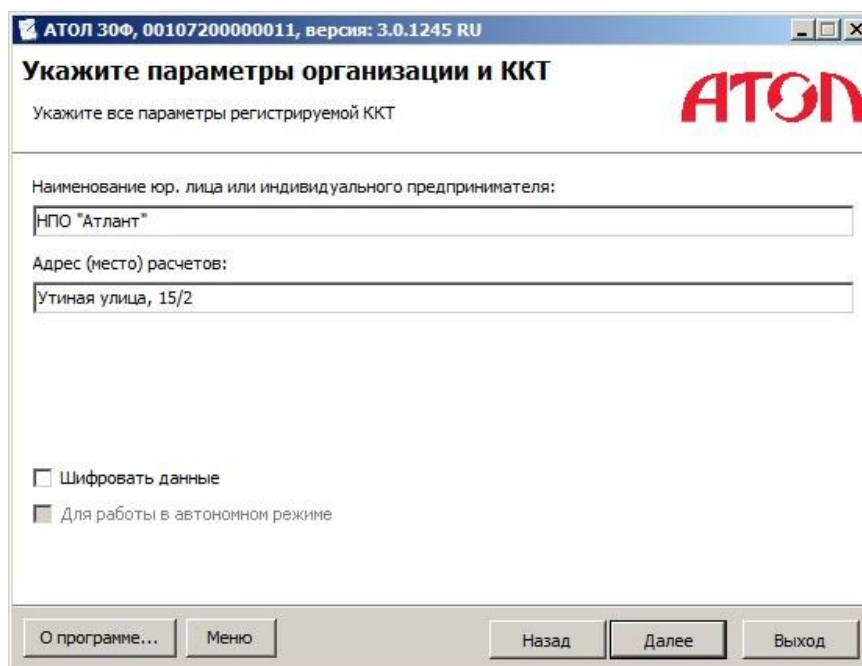 АТОЛ 30Ф, 00107200000011, версия: 3.0.1245 RU
Укажите параметры организации и ККТ
АТОЛ
Укажите все параметры регистрируемой ККТ
Наименование юр. лица или индивидуального предпринимателя:
НПО "Атлант"
Адрес (место) расчетов:
Утиная улица, 15/2
Шифровать данные
Для работы в автономном режиме
О программе... Меню Назад Далее Выход